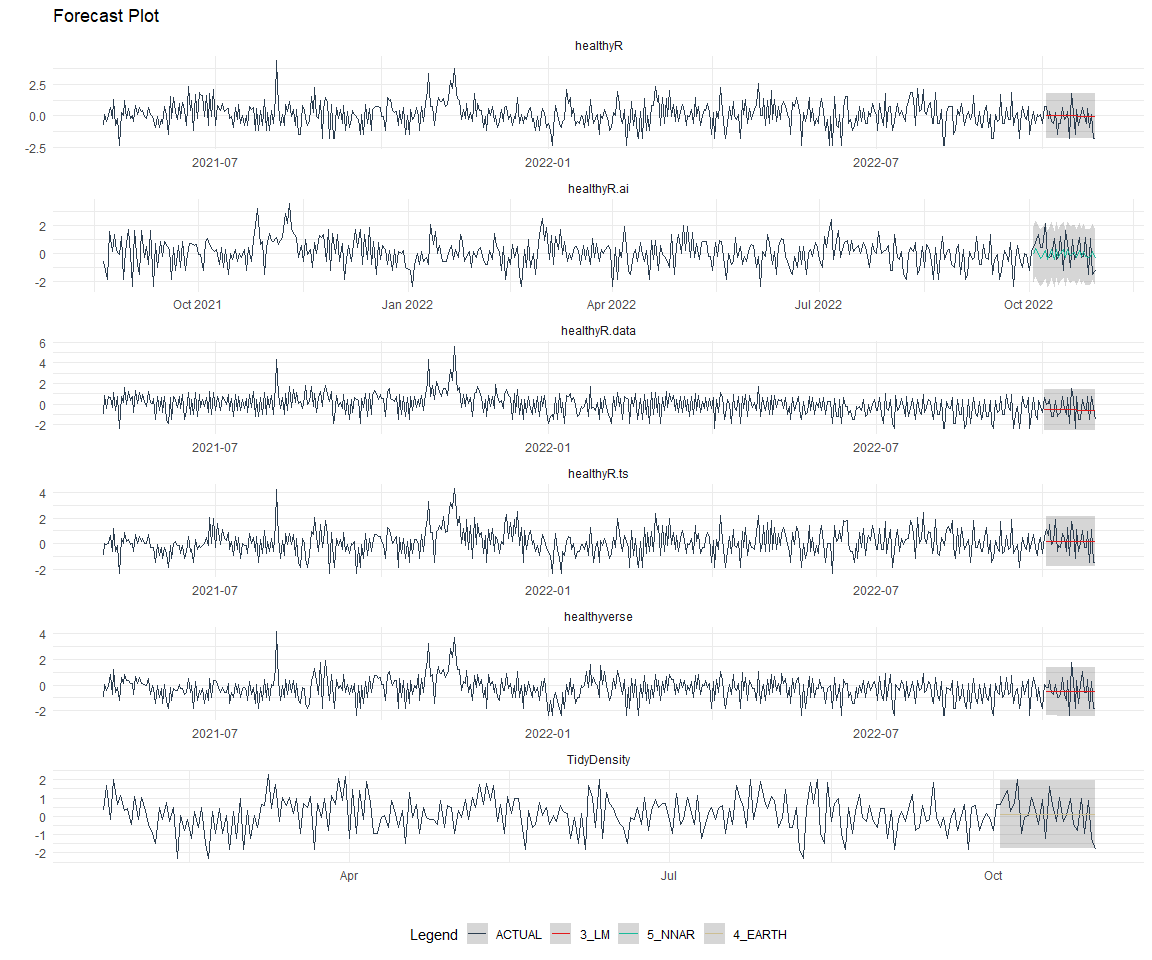 Forecast Plot
healthyR
2.5
0.0
-2.5
2021-07 2022-01 2022-07
healthyR.ai
2
0
-2
Oct 2021 Jan 2022 Apr 2022 Jul 2022 Oct 2022
healthyR.data
6
4
2
0
-2
2021-07 2022-01 2022-07
healthyR.ts
4
2
0
-2
2021-07 2022-01 2022-07
healthyverse
4
2
0
-2
2021-07 2022-01 2022-07
TidyDensity
2
1
0
-1
-2
Apr Jul Oct
Legend ACTUAL 3_LM 5_NNAR 4_EARTH